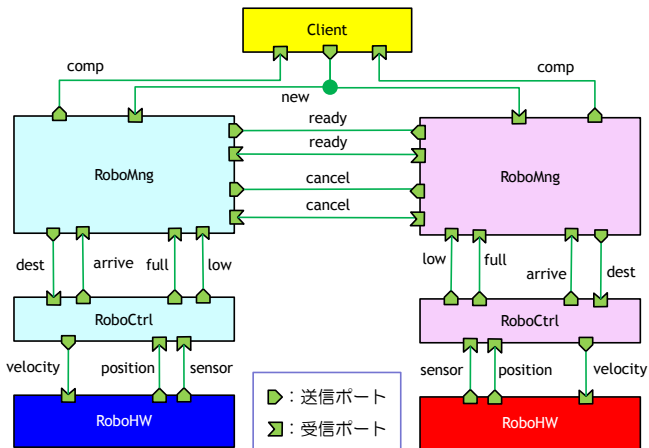 Client
comp
comp
new
ready
ready
RoboMng
RoboMng
cancel
cancel
dest
arrive
full
low
low
full
arrive
dest
RoboCtrl
RoboCtrl
velocity
position
sensor
sensor
position
velocity
：送信ポート
：受信ポート
RoboHW
RoboHW